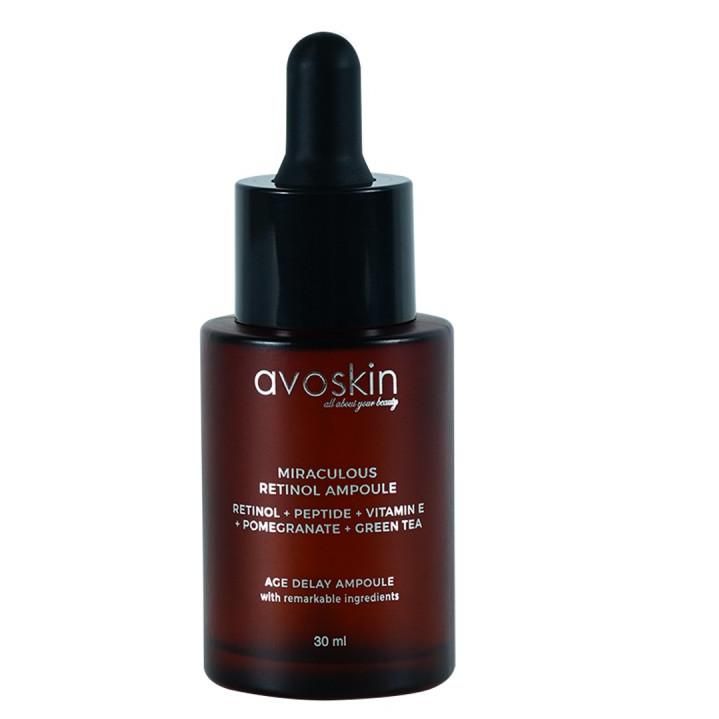 avoskin
all about your beauty
MIRACULOUS
RETINOL AMPOULE
RETINOL + PEPTIDE + VITAMIN E
+ POMEGRANATE + GREEN TEA
AGE DELAY AMPOULE
with remarkable ingredients
30 ml